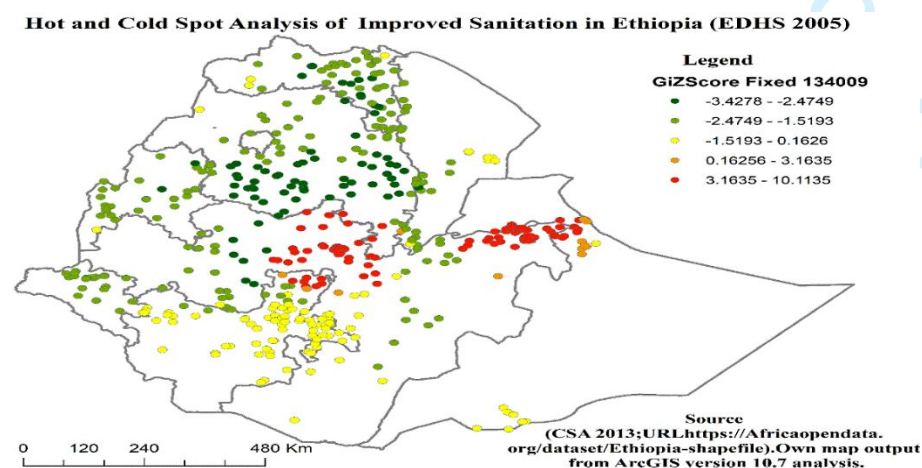 Hot and Cold Spot Analysis of Improved Sanitation in Ethiopia (EDHS 2005)
Legend
GiZScore Fixed 134009
-3.4278 - -2.4749
-2.4749 - -1.5193
-1.5193 - 0.1626
0.16256 - 3.1635
3.1635 - 10.1135
0 120 240 480 Km
Source
(CSA 2013;URLhttps://Africaopendata.
org/dataset/Ethiopia-shapefile).Own map output
from ArcGIS version 10.7 analysis.